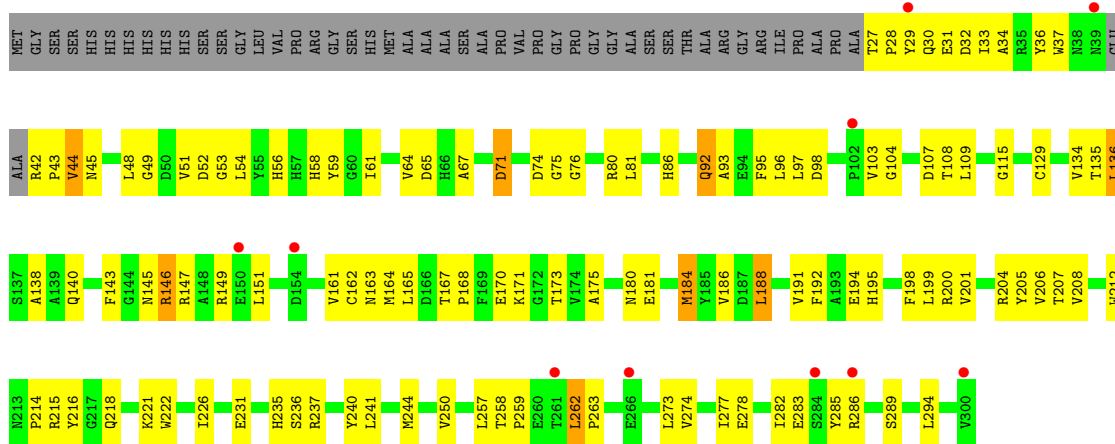 MET GLY SER SER HIS HIS HIS HIS HIS HIS SER SER GLY LEU VAL PRO ARG GLY SER HIS MET ALA ALA ALA SER ALA PRO VAL PRO GLY PRO GLY GLY ALA SER SER THR ALA ARG GLY ARG ILE PRO ALA PRO ALA T27 P28 Y29 Q30 E31 D32 I33 A34 R35 Y36 W37 N38 N39
ALA R42 P43 V44 N45 L48 G49 D50 V51 D52 G53 L54 Y55 H56 H57 H58 Y59 G60 I61 V64 D65 H66 A67 D71 D74 G75 G76 R80 L81 H86 Q92 A93 E94 F95 L96 L97 D98 P102 V103 G104 D107 T108 L109 G115 C129 V134 T135 L136
S137 A138 A139 Q140 F143 G144 N145 R146 R147 A148 R149 E150 L151 D154 V161 C162 N163 M164 L165 D166 T167 P168 F169 E170 K171 G172 T173 V174 A175 N180 E181 M184 Y185 V186 D187 L188 V191 F192 A193 E194 H195 F198 L199 R200 V201 R204 Y205 V206 T207 V208 W212
N213 P214 R215 Y216 G217 Q218 K221 W222 I226 E231 H235 S236 R237 Y240 L241 M244 V250 L257 T258 P259 E260 T261 L262 P263 E266 L273 V274 I277 E278 I282 E283 S284 Y285 R286 S289 L294 V300